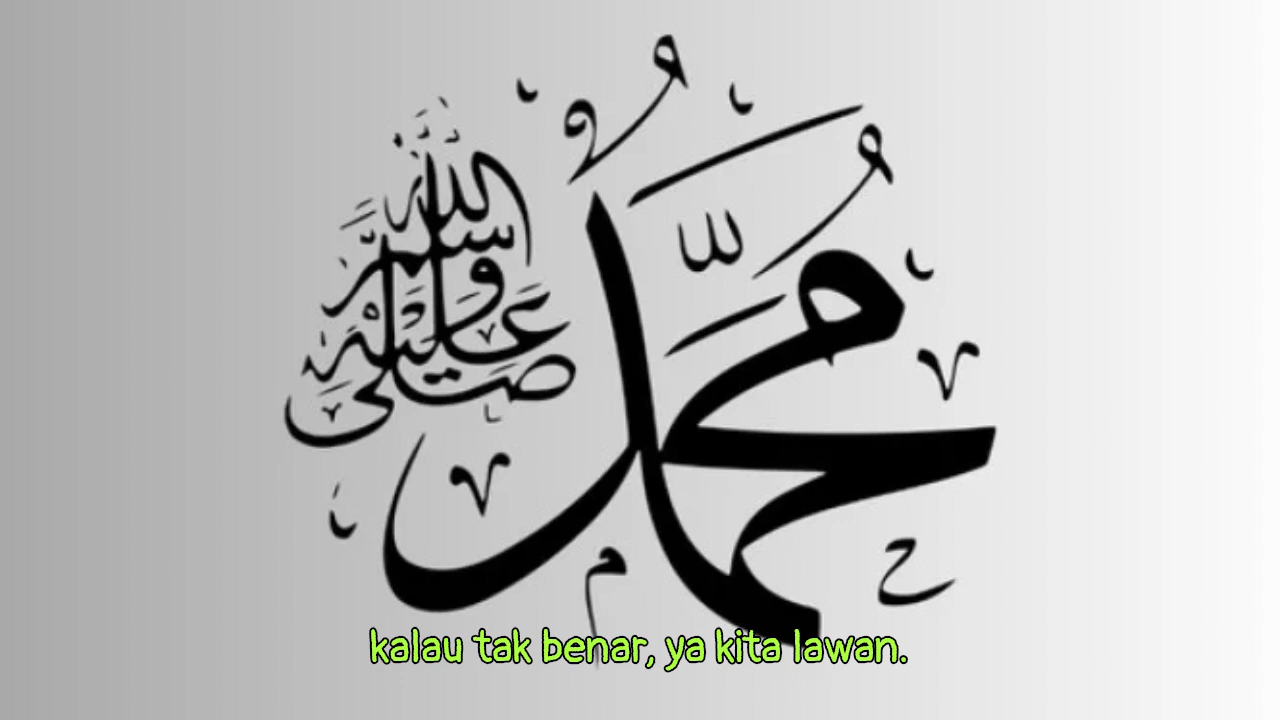 محمد
صلى الله عليه وسلم
kalau tak benar, ya kita lawan.